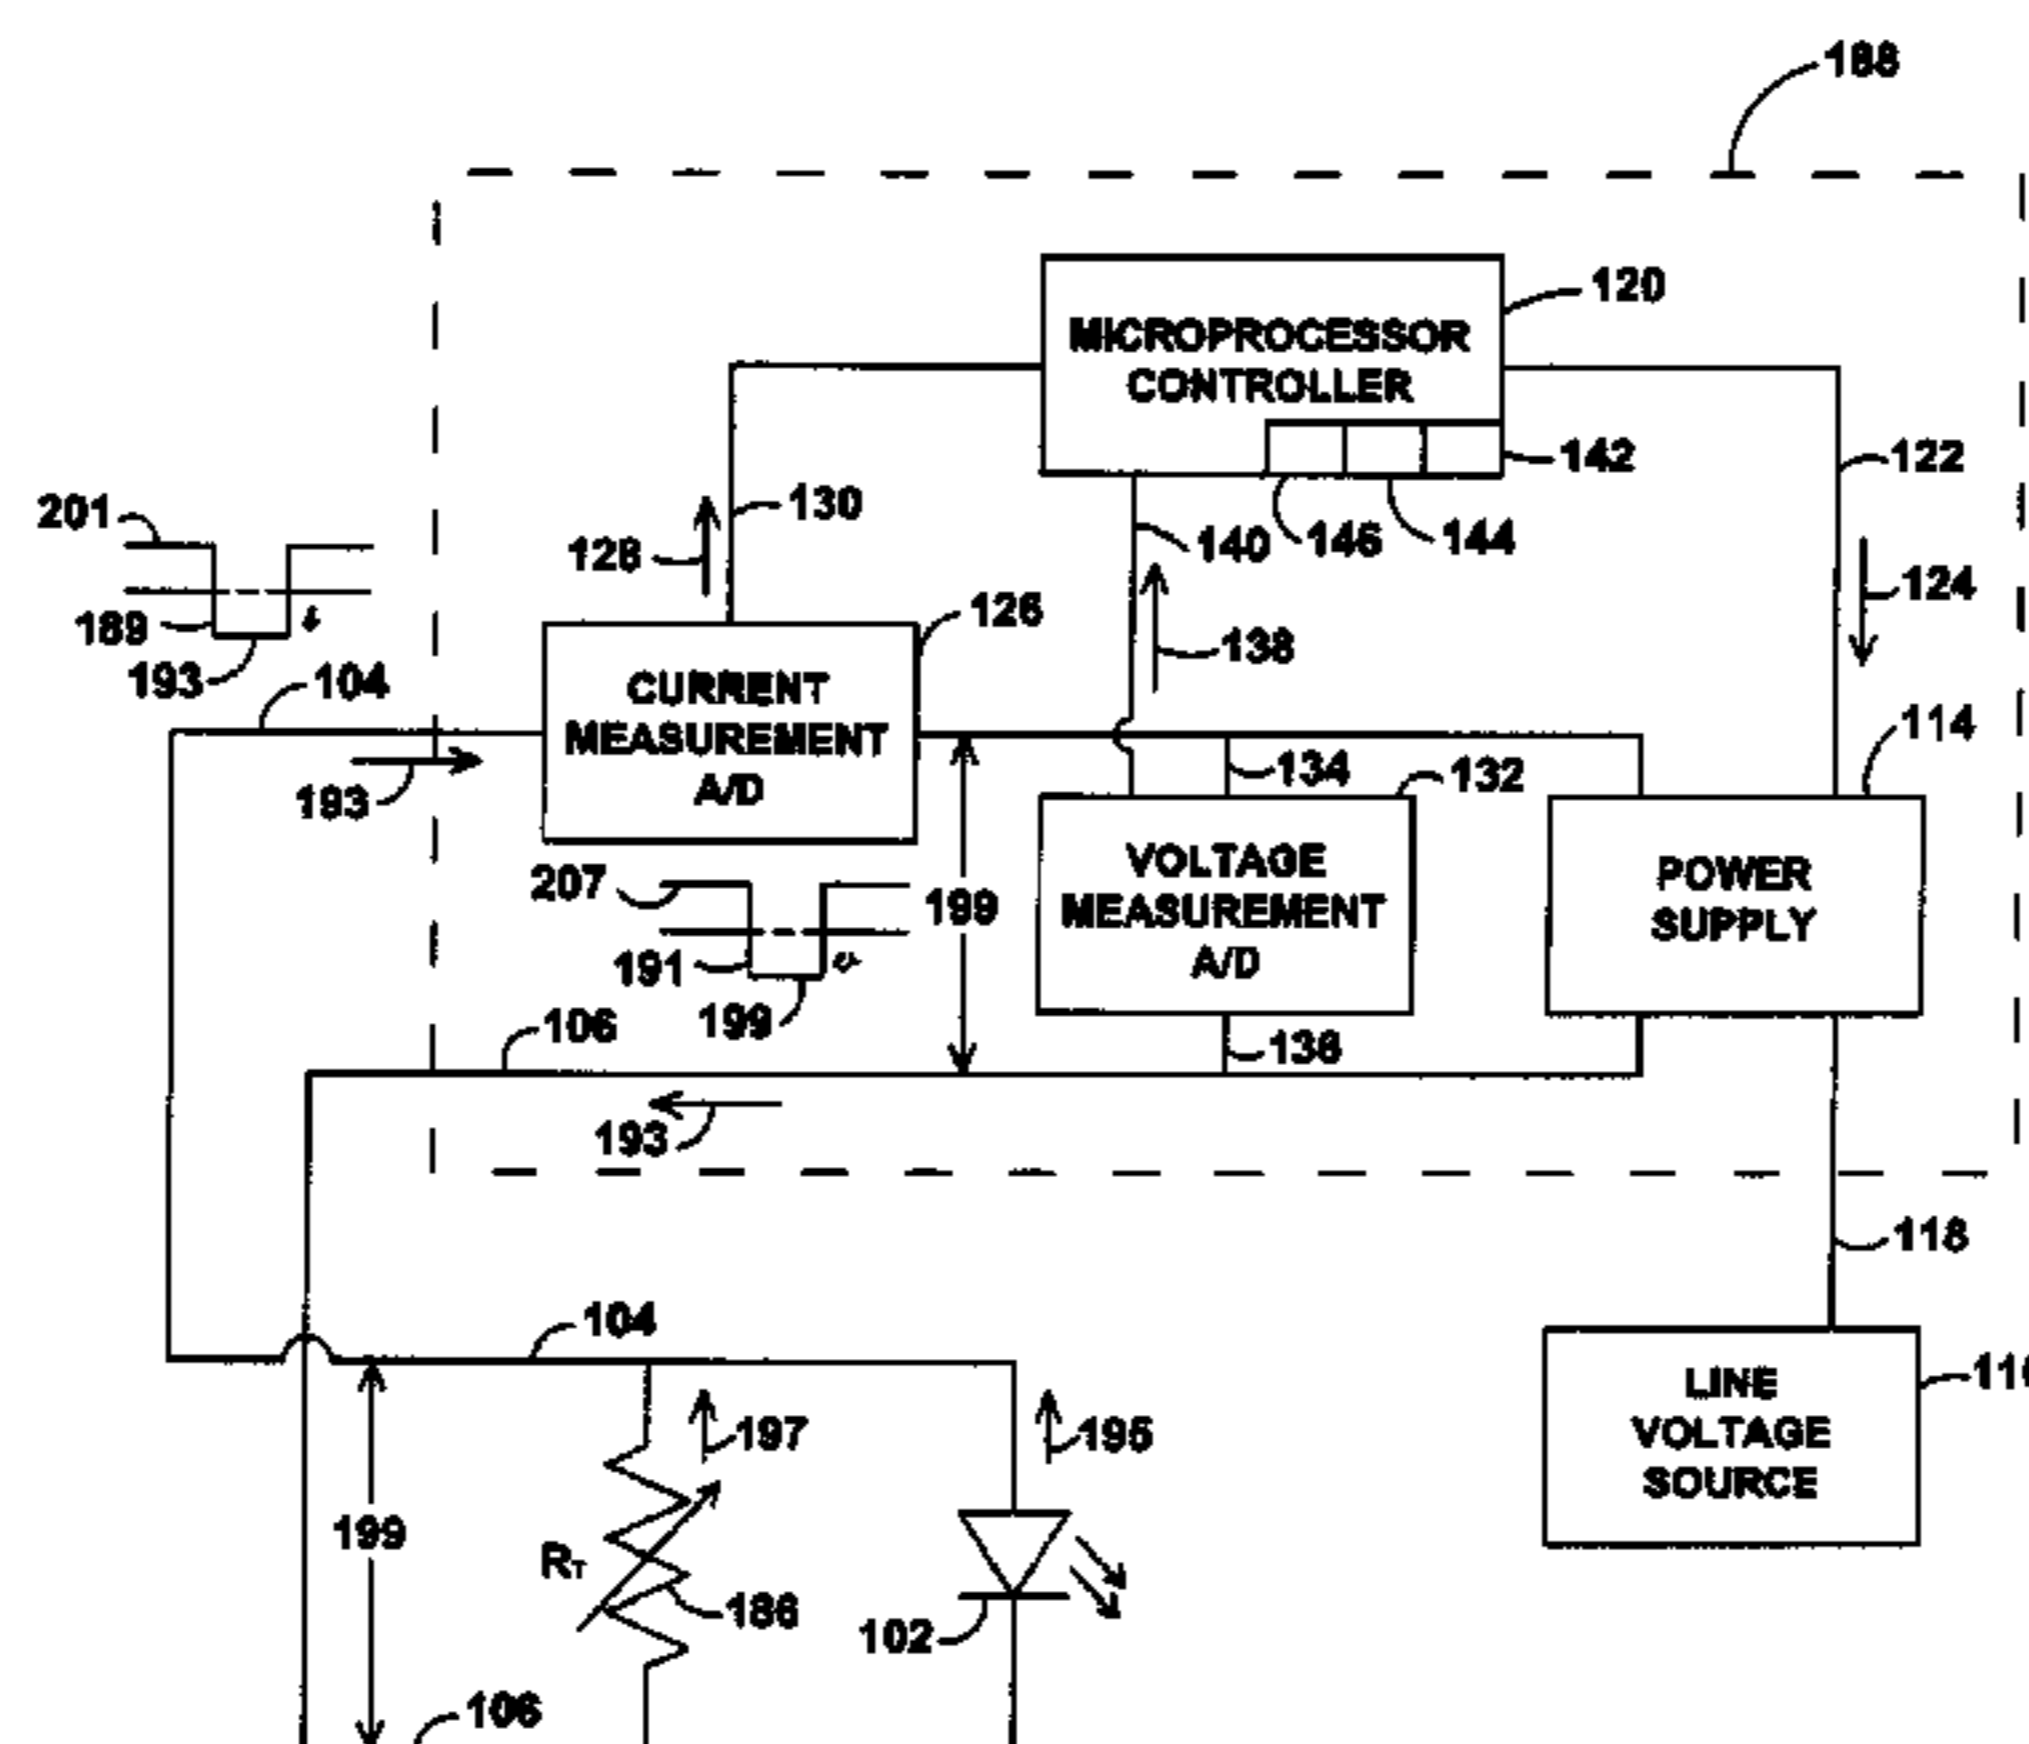 188
120
MICROPROCESSOR
CONTROLLER
142
122
201
130
128
140
146
144
124
189
126
138
193
104
CURRENT
MEASUREMENT
A/D
114
134
132
193
VOLTAGE
MEASUREMENT
A/D
POWER
SUPPLY
207
199
191
199
106
136
193
118
104
LINE
VOLTAGE
SOURCE
197
195
199
RT
186
102
106